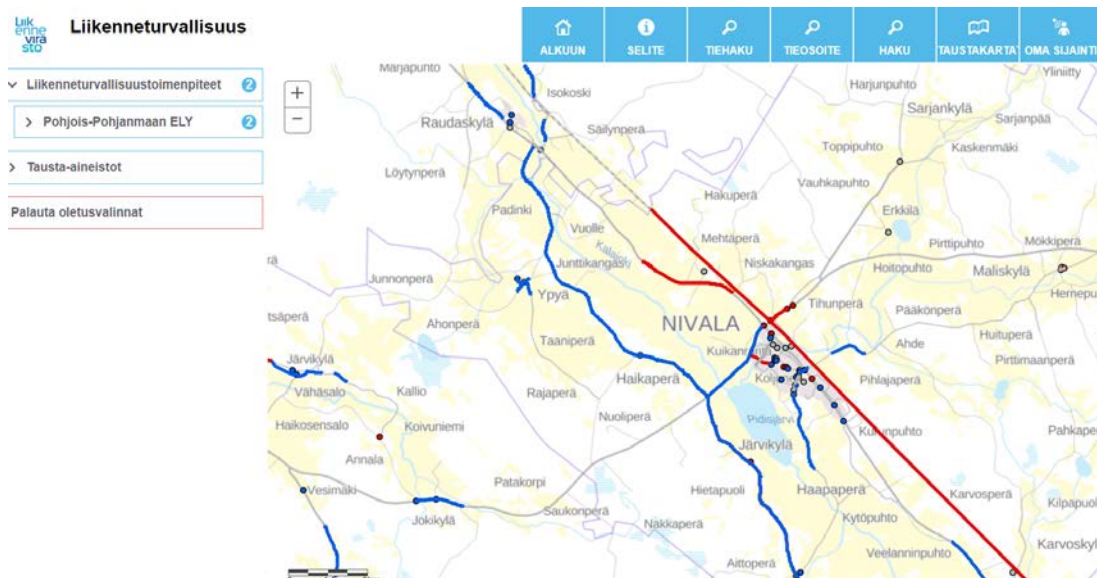 Liikenne
virasto
Liikenneturvallisuus
ALKUUN
SELITE
TIEHAKU
TIEOSOITE
HAKU
TAUSTAKARTAT
OMA SIJAINTI
Liikenneturvallisuustoimenpiteet 2
Pohjois-Pohjanmaan ELY 2
Tausta-aineistot
Palauta oletusvalinnat
+
−
Marjapunto
Isokoski
Harjunpuhto
Yliniitty
Raudaskylä
Säilynperä
Sarjankylä
Sarjanpää
Toppipuhto
Kaskenmäki
Löytynperä
Vauhkapuhto
Hakuperä
Padinki
Erkkilä
Vuolle
Mehtäperä
Pirttipuhto
Mökkiperä
Junttikangas
Niskakangas
Hoitopuhto
Maliskylä
Junnonperä
Ypyä
Tihunperä
Hernepu
Pääkönperä
tsäperä
Ahonperä
NIVALA
Huituperä
Taaniperä
Ahde
Järvikylä
Pirttimaanperä
Haikaperä
Pihlajaperä
Vähäsalo
Kallio
Rajaperä
Nuoliperä
Pidisjärvi
Haikosensalo
Koivuniemi
Pahkape
Järvikylä
Annala
Patakorpi
Vesimäki
Hietapuoli
Haapaperä
Karvosperä
Kilpapuol
Jokikylä
Saukonperä
Nakkaperä
Kytöpuhto
Karvoskyl
Veelanninpuhto
Aittoperä